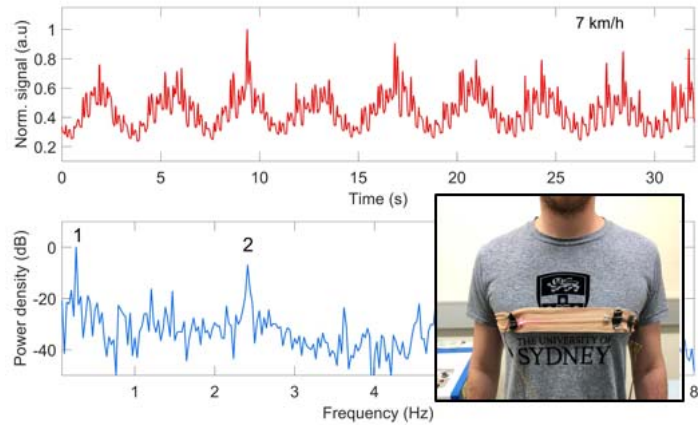 7 km/h
Norm. signal (a.u)
1
0.8
0.6
0.4
0.2
0 5 10 15 20 25 30
Time (s)
Power density (dB)
0
-20
-40
1
2
1 2 3 4 8
Frequency (Hz)
THE UNIVERSITY OF
SYDNEY